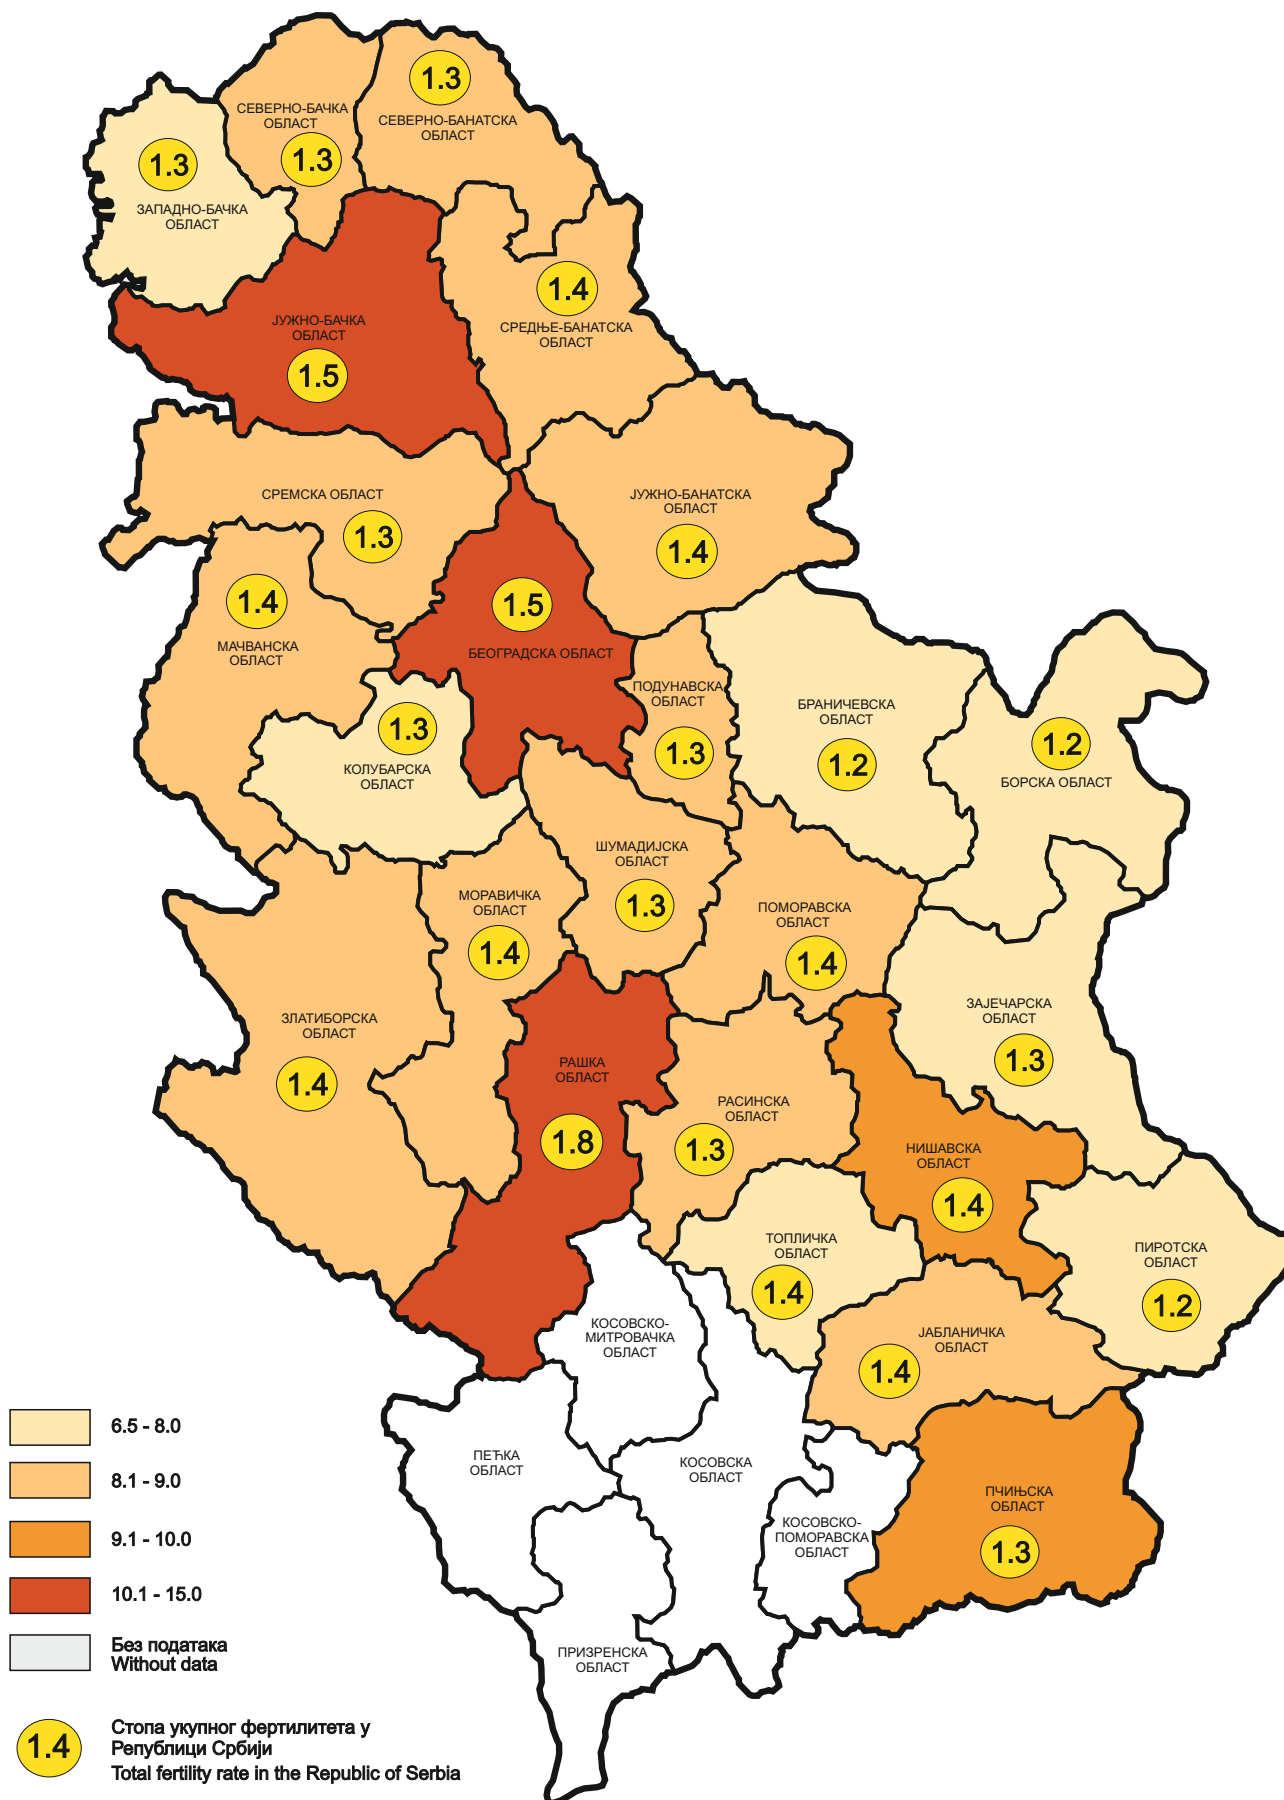 1.3
СЕВЕРНО-БАЧКА
ОБЛАСТ
1.3
СЕВЕРНО-БАНАТСКА
ОБЛАСТ
1.3
ЗАПАДНО-БАЧКА
ОБЛАСТ
1.4
СРЕДЊЕ-БАНАТСКА
ОБЛАСТ
ЈУЖНО-БАЧКА
ОБЛАСТ
1.5
СРЕМСКА ОБЛАСТ
1.3
ЈУЖНО-БАНАТСКА
ОБЛАСТ
1.4
1.4
МАЧВАНСКА
ОБЛАСТ
1.5
БЕОГРАДСКА ОБЛАСТ
ПОДУНАВСКА
ОБЛАСТ
1.3
БРАНИЧЕВСКА
ОБЛАСТ
1.2
1.2
БОРСКА ОБЛАСТ
1.3
КОЛУБАРСКА
ОБЛАСТ
ШУМАДИЈСКА
ОБЛАСТ
1.3
МОРАВИЧКА
ОБЛАСТ
1.4
ПОМОРАВСКА
ОБЛАСТ
1.4
ЗАЈЕЧАРСКА
ОБЛАСТ
1.3
ЗЛАТИБОРСКА
ОБЛАСТ
1.4
РАШКА
ОБЛАСТ
1.8
РАСИНСКА
ОБЛАСТ
1.3
НИШАВСКА
ОБЛАСТ
1.4
ТОПЛИЧКА
ОБЛАСТ
1.4
ПИРОТСКА
ОБЛАСТ
1.2
КОСОВСКО-
МИТРОВАЧКА
ОБЛАСТ
ЈАБЛАНИЧКА
ОБЛАСТ
1.4
ПЕЋКА
ОБЛАСТ
КОСОВСКА
ОБЛАСТ
ПЧИЊСКА
ОБЛАСТ
1.3
КОСОВСКО-
ПОМОРАВСКА
ОБЛАСТ
ПРИЗРЕНСКА
ОБЛАСТ
6.5 - 8.0
8.1 - 9.0
9.1 - 10.0
10.1 - 15.0
Без података
Without data
1.4
Стопа укупног фертилитета у
Републици Србији
Total fertility rate in the Republic of Serbia